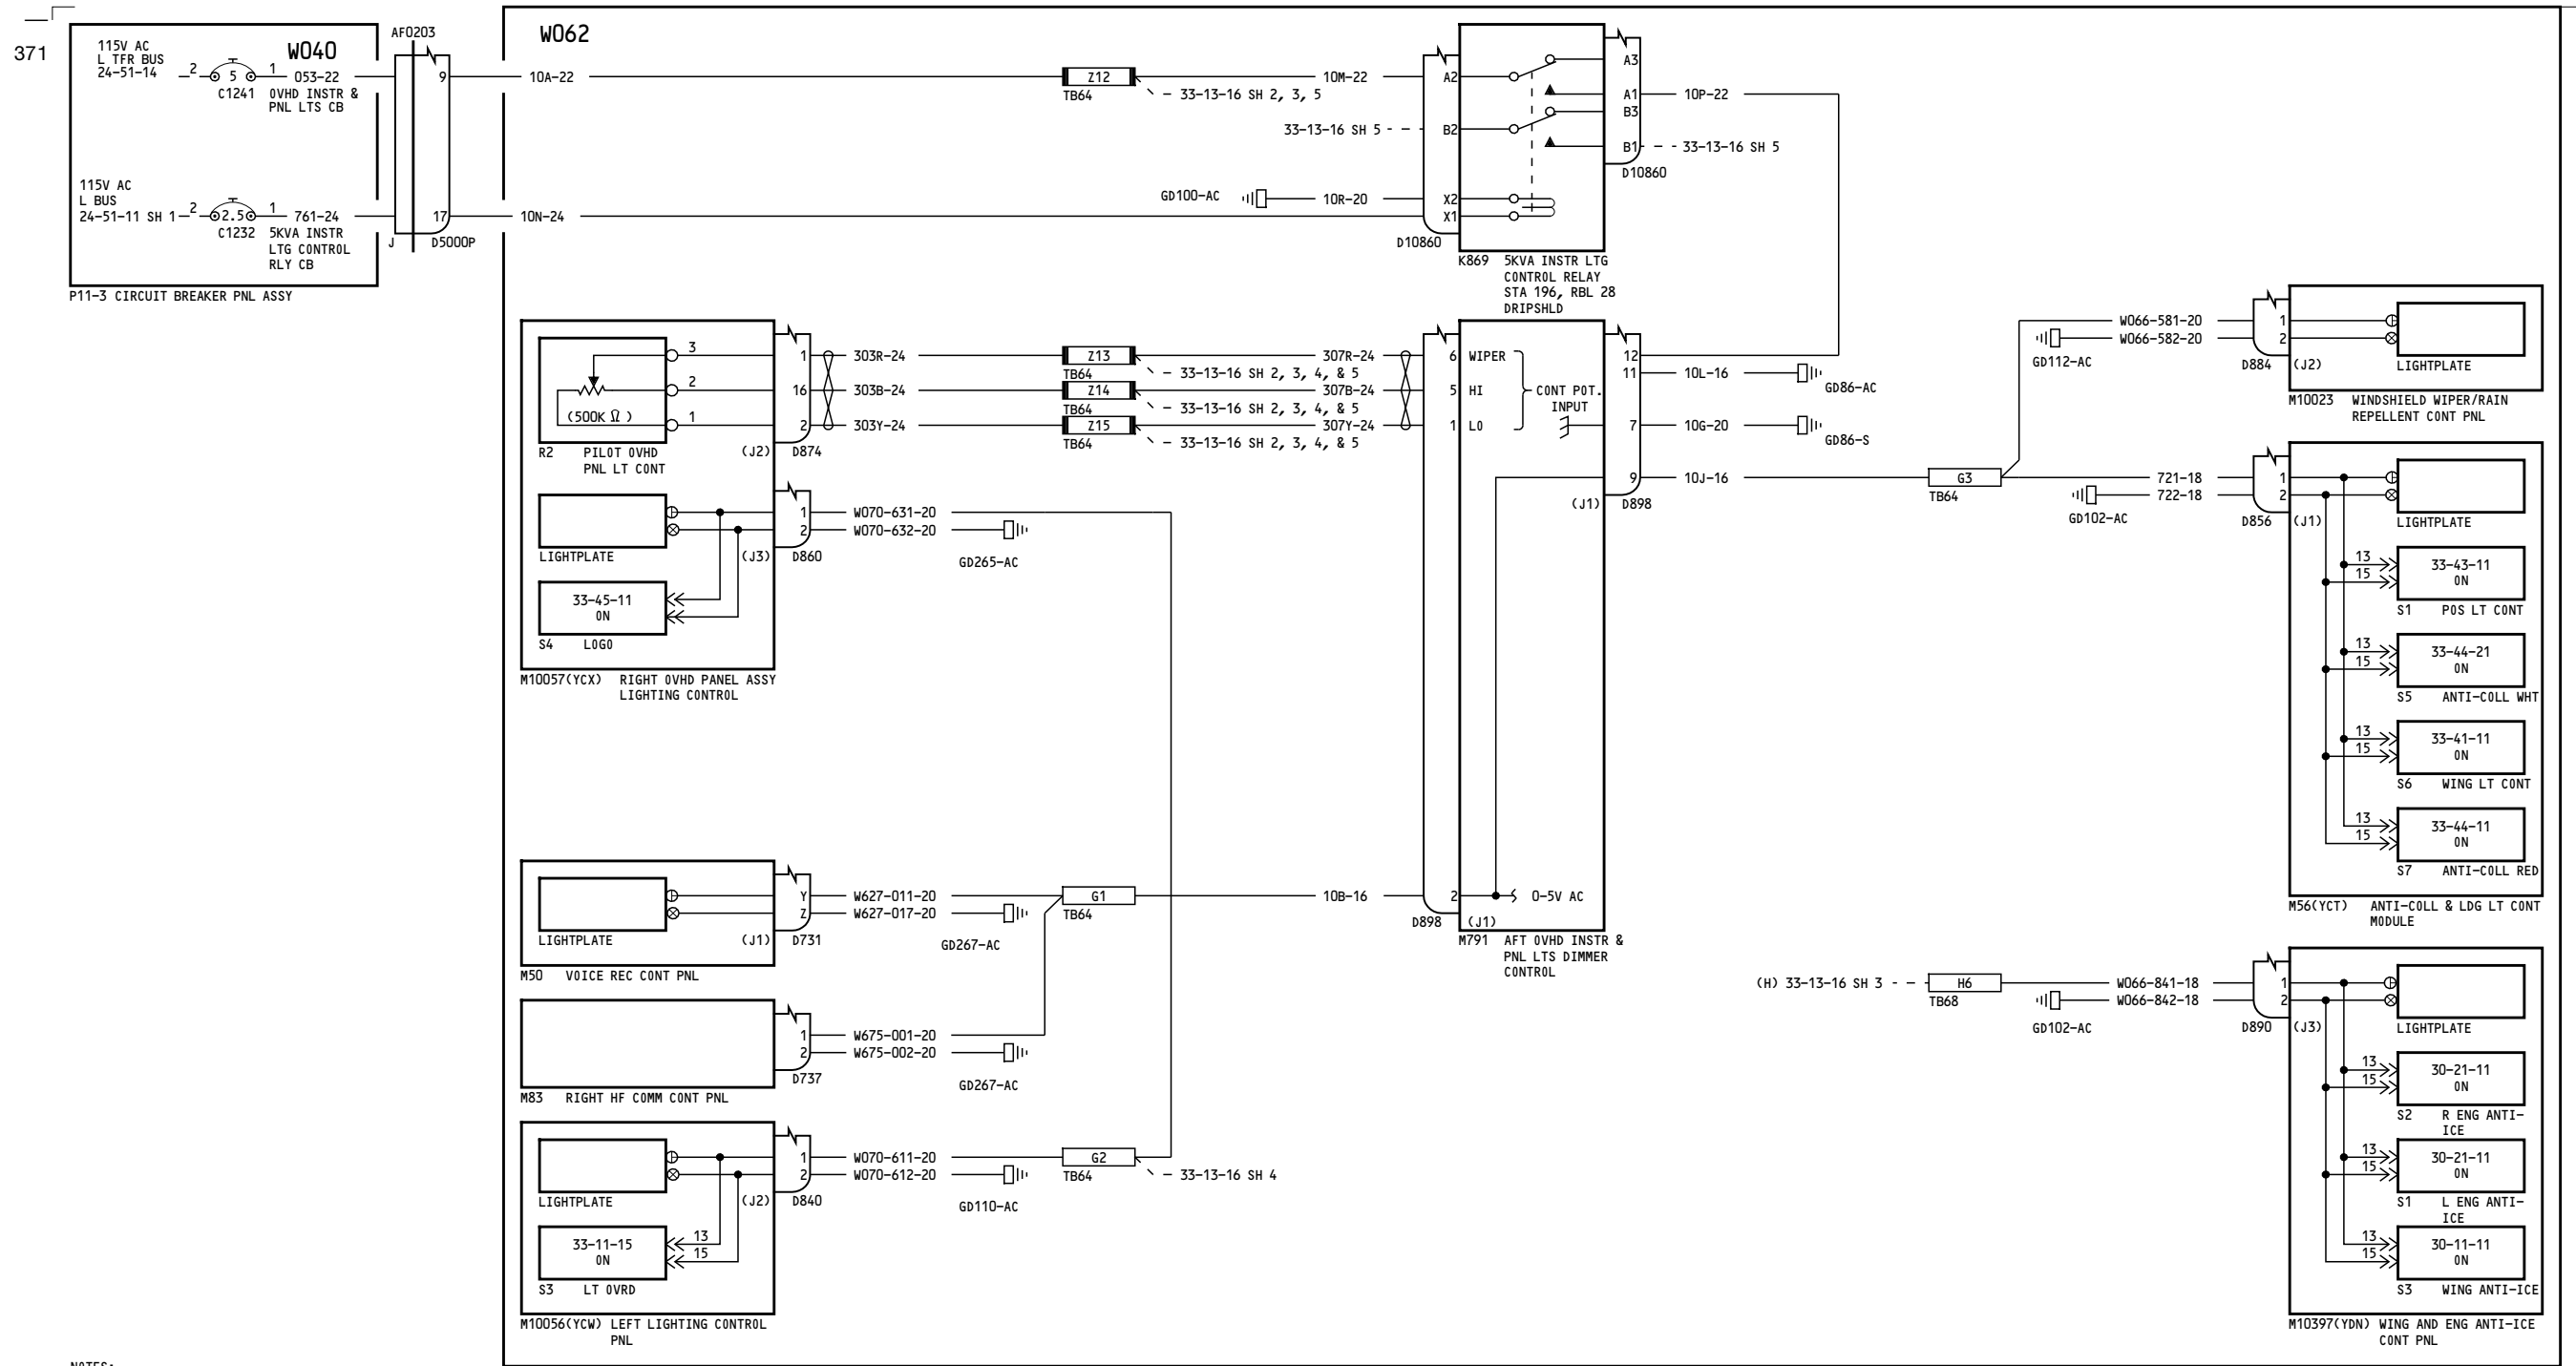 371
115V AC
L TFR BUS
24-51-14
W040
2
5
1
053-22
C1241
OVHD INSTR &
PNL LTS CB
115V AC
L BUS
24-51-11 SH 1
2
2.5
1
761-24
C1232
5KVA INSTR
LTG CONTROL
RLY CB
P11-3 CIRCUIT BREAKER PNL ASSY
AF0203
9
17
J
D5000P
W062
10A-22
Z12
TB64
33-13-16 SH 2, 3, 5
10M-22
A2
33-13-16 SH 5
B2
GD100-AC
10R-20
X2
10N-24
X1
D10860
A3
A1
10P-22
B3
B1
33-13-16 SH 5
D10860
K869 5KVA INSTR LTG
CONTROL RELAY
STA 196, RBL 28
DRIPSHLD
3
2
1
(500K Ω)
R2 PILOT OVHD
PNL LT CONT
1
16
2
(J2) D874
303R-24
303B-24
303Y-24
Z13
TB64
33-13-16 SH 2, 3, 4, & 5
Z14
TB64
33-13-16 SH 2, 3, 4, & 5
Z15
TB64
33-13-16 SH 2, 3, 4, & 5
307R-24
307B-24
307Y-24
6 WIPER
5 HI
1 LO
CONT POT.
INPUT
12
11
10L-16
GD86-AC
7
10G-20
GD86-S
9
10J-16
(J1) D898
LIGHTPLATE
1
2
(J3) D860
W070-631-20
W070-632-20
GD265-AC
33-45-11
ON
S4 LOGO
M10057(YCX) RIGHT OVHD PANEL ASSY
LIGHTING CONTROL
LIGHTPLATE
Y
Z
(J1) D731
W627-011-20
W627-017-20
GD267-AC
M50 VOICE REC CONT PNL
G1
TB64
10B-16
2
D898
(J1)
0-5V AC
M791 AFT OVHD INSTR &
PNL LTS DIMMER
CONTROL
1
2
D737
W675-001-20
W675-002-20
GD267-AC
M83 RIGHT HF COMM CONT PNL
LIGHTPLATE
1
2
(J2) D840
W070-611-20
W070-612-20
GD110-AC
G2
TB64
33-13-16 SH 4
33-11-15
ON
13
15
S3 LT OVRD
M10056(YCW) LEFT LIGHTING CONTROL
PNL
G3
TB64
W066-581-20
W066-582-20
GD112-AC
1
2
D884
(J2)
LIGHTPLATE
M10023 WINDSHIELD WIPER/RAIN
REPELLENT CONT PNL
721-18
722-18
GD102-AC
1
2
D856
(J1)
LIGHTPLATE
13
15
33-43-11
ON
S1 POS LT CONT
13
15
33-44-21
ON
S5 ANTI-COLL WHT
13
15
33-41-11
ON
S6 WING LT CONT
13
15
33-44-11
ON
S7 ANTI-COLL RED
M56(YCT) ANTI-COLL & LDG LT CONT
MODULE
(H) 33-13-16 SH 3
H6
TB68
W066-841-18
W066-842-18
GD102-AC
1
2
D890
(J3)
LIGHTPLATE
13
15
30-21-11
ON
S2 R ENG ANTI-
ICE
13
15
30-21-11
ON
S1 L ENG ANTI-
ICE
13
15
30-11-11
ON
S3 WING ANTI-ICE
M10397(YDN) WING AND ENG ANTI-ICE
CONT PNL
NOTES: